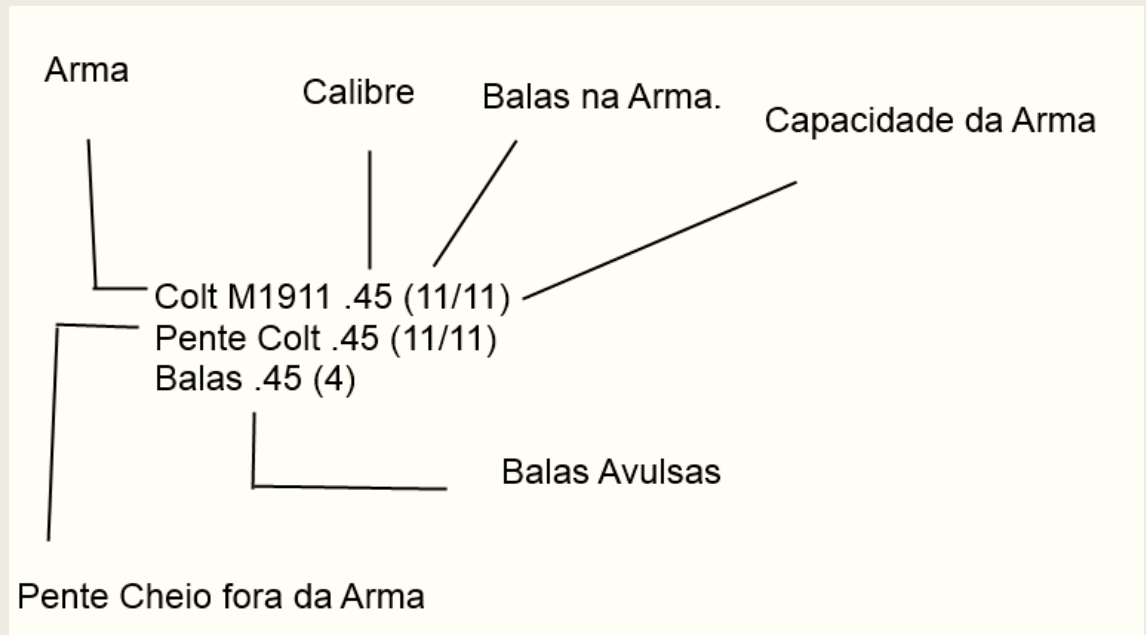 Arma
Calibre
Balas na Arma.
Capacidade da Arma
Colt M1911 .45 (11/11)
Pente Colt .45 (11/11)
Balas .45 (4)
Balas Avulsas
Pente Cheio fora da Arma